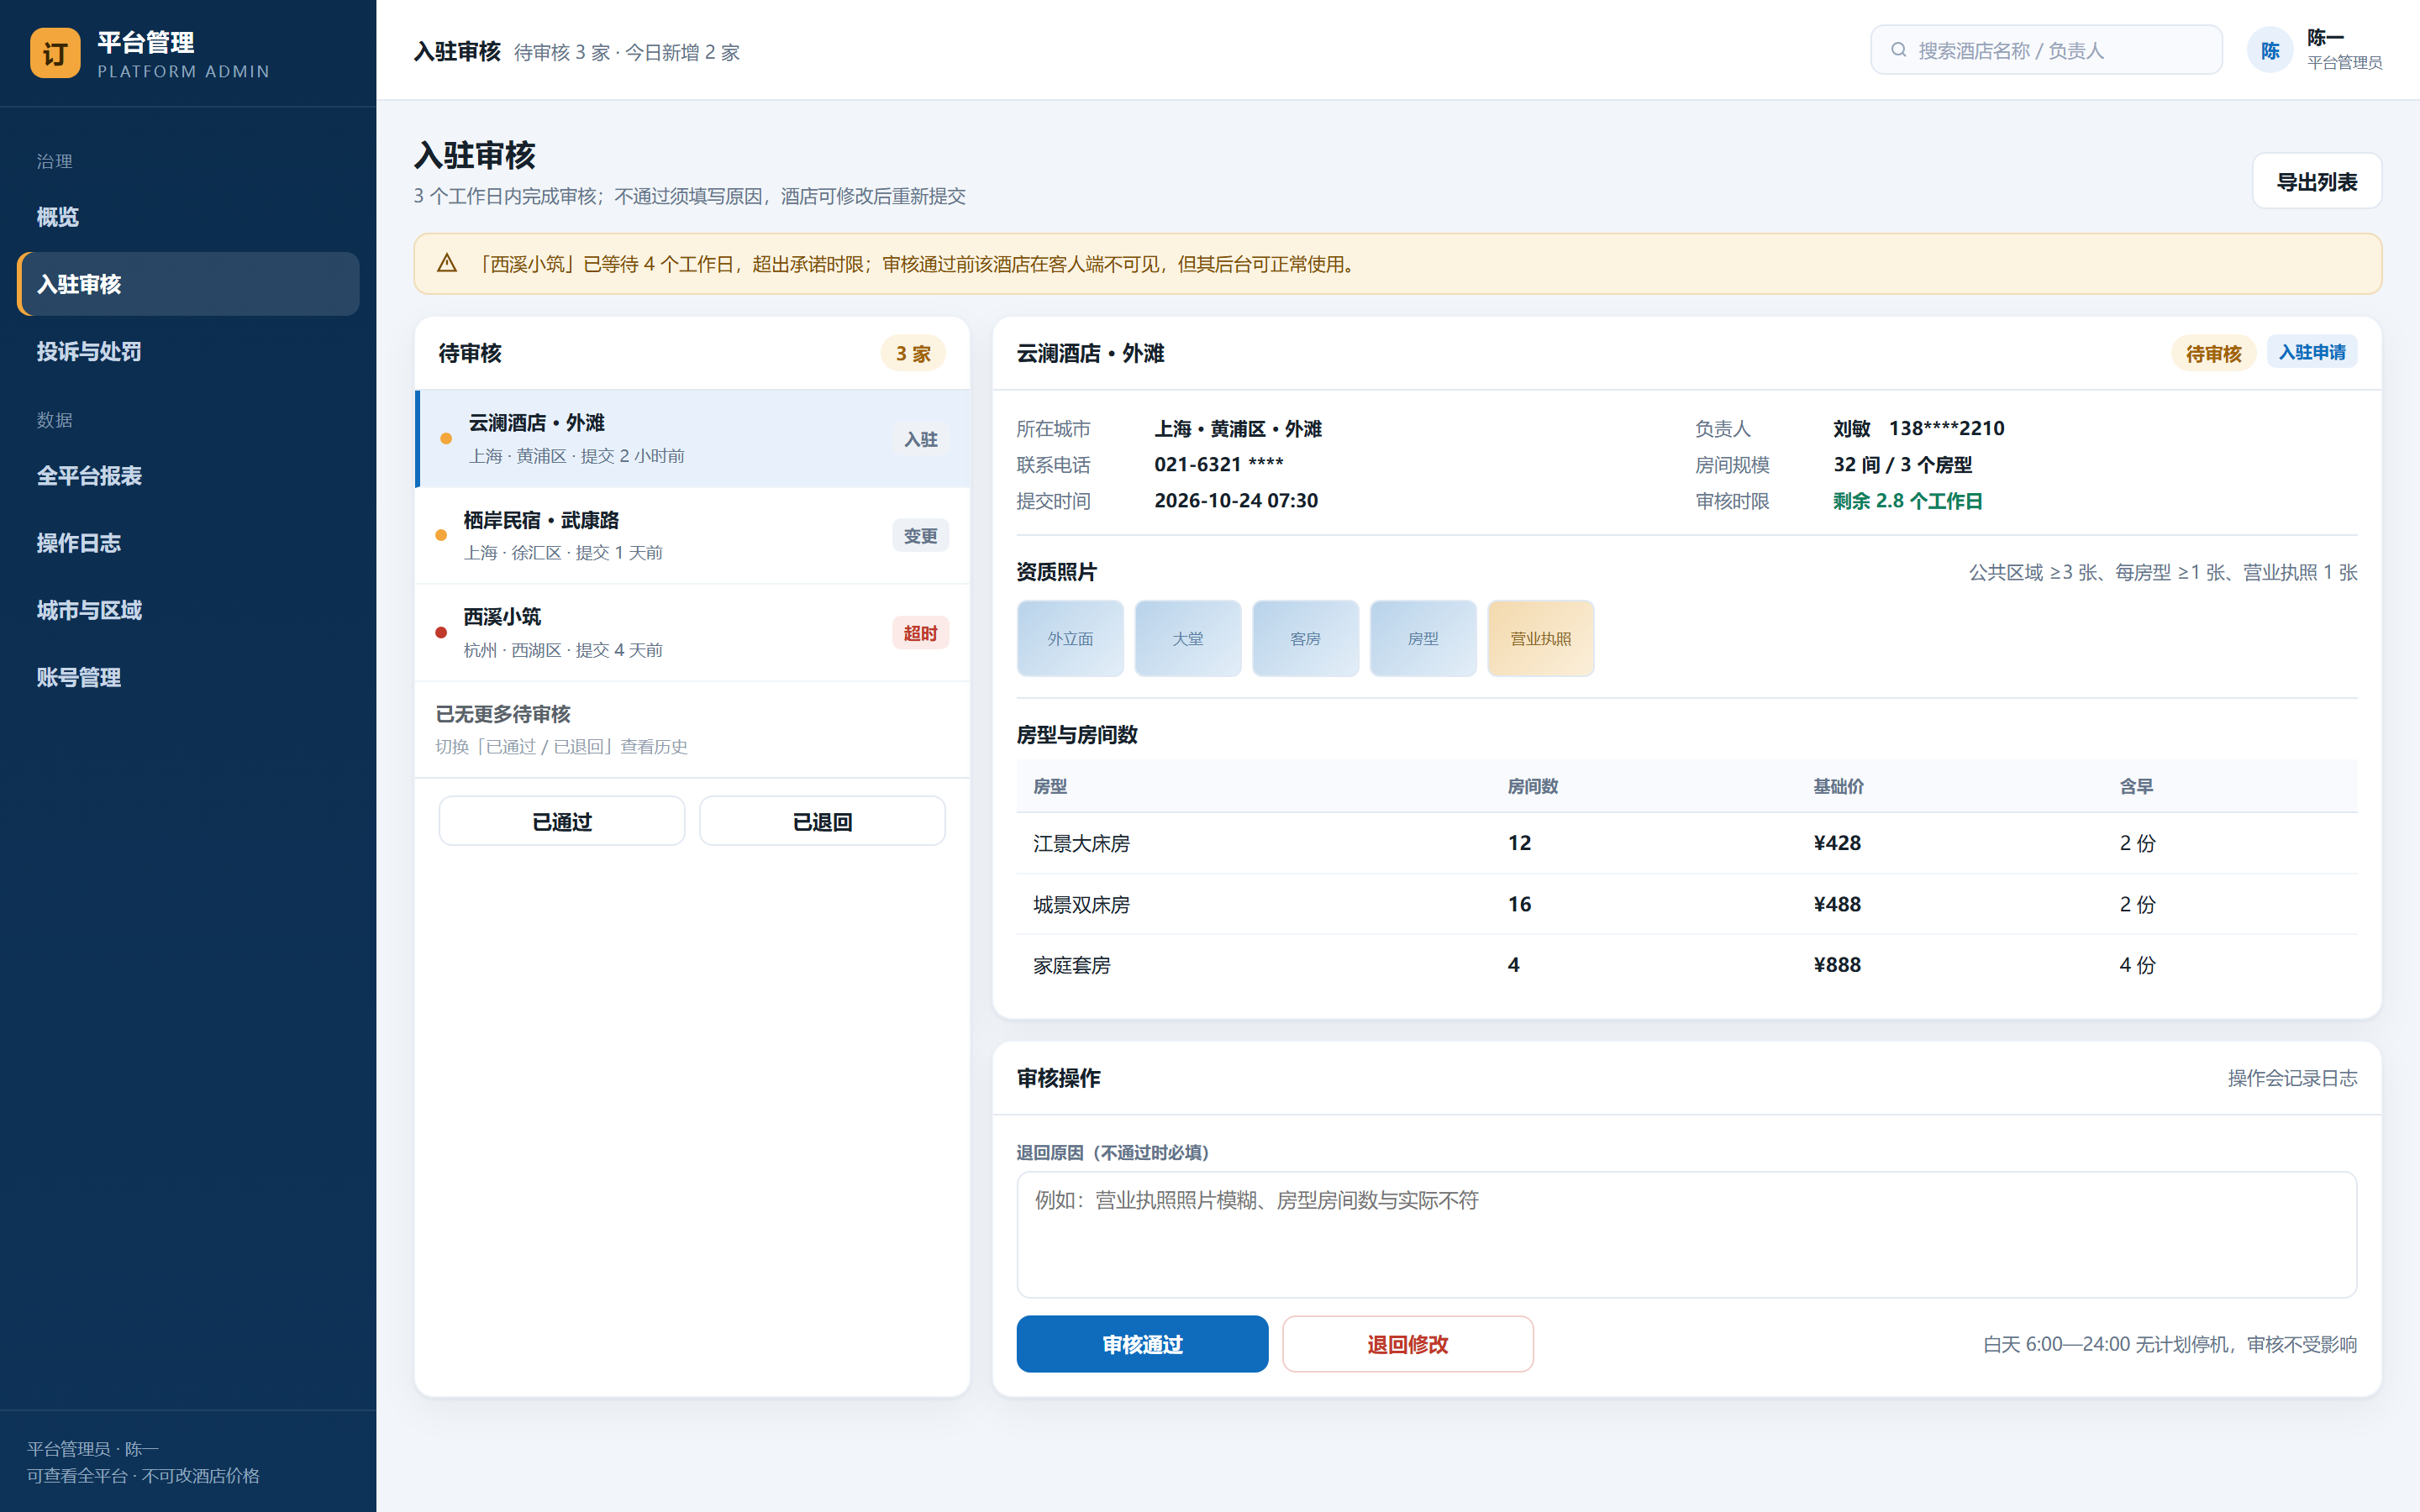 订
平台管理
PLATFORM ADMIN
治理
概览
入驻审核
投诉与处罚
数据
全平台报表
操作日志
城市与区域
账号管理
平台管理员 · 陈一
可查看全平台 · 不可改酒店价格
入驻审核 待审核 3 家 · 今日新增 2 家
搜索酒店名称 / 负责人
陈
陈一
平台管理员
入驻审核
3 个工作日内完成审核；不通过须填写原因，酒店可修改后重新提交
导出列表
「西溪小筑」已等待 4 个工作日，超出承诺时限；审核通过前该酒店在客人端不可见，但其后台可正常使用。
待审核 3 家
云澜酒店 · 外滩
上海 · 黄浦区 · 提交 2 小时前
入驻
栖岸民宿 · 武康路
上海 · 徐汇区 · 提交 1 天前
变更
西溪小筑
杭州 · 西湖区 · 提交 4 天前
超时
已无更多待审核
切换「已通过 / 已退回」查看历史
已通过 已退回
云澜酒店 · 外滩 待审核 入驻申请
所在城市 上海 · 黄浦区 · 外滩 负责人 刘敏 138****2210
联系电话 021-6321 **** 房间规模 32 间 / 3 个房型
提交时间 2026-10-24 07:30 审核时限 剩余 2.8 个工作日
资质照片 公共区域 ≥3 张、每房型 ≥1 张、营业执照 1 张
外立面 大堂 客房 房型 营业执照
房型与房间数
房型 房间数 基础价 含早
江景大床房 12 ¥428 2 份
城景双床房 16 ¥488 2 份
家庭套房 4 ¥888 4 份
审核操作 操作会记录日志
退回原因（不通过时必填）
例如：营业执照照片模糊、房型房间数与实际不符
审核通过 退回修改 白天 6:00—24:00 无计划停机，审核不受影响